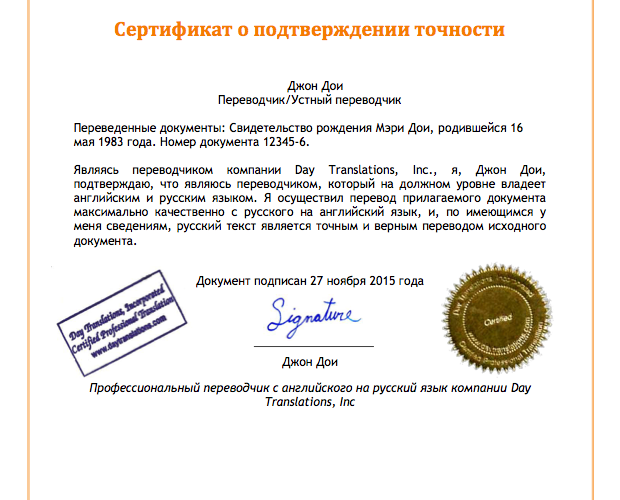 Сертификат о подтверждении точности
Джон Дои
Переводчик/Устный переводчик
Переведенные документы: Свидетельство рождения Мэри Дои, родившейся 16
мая 1983 года. Номер документа 12345-6.
Являясь переводчиком компании Day Translations, Inc., я, Джон Дои,
подтверждаю, что являюсь переводчиком, который на должном уровне владеет
английским и русским языком. Я осуществил перевод прилагаемого документа
максимально качественно с русского на английский язык, и, по имеющимся у
меня сведениям, русский текст является точным и верным переводом исходного
документа.
Документ подписан 27 ноября 2015 года
Day Translations, Incorporated
Certified Professional Translation
www.daytranslations.com
Signature
Certified
Джон Дои
Профессиональный переводчик с английского на русский язык компании Day
Translations, Inc